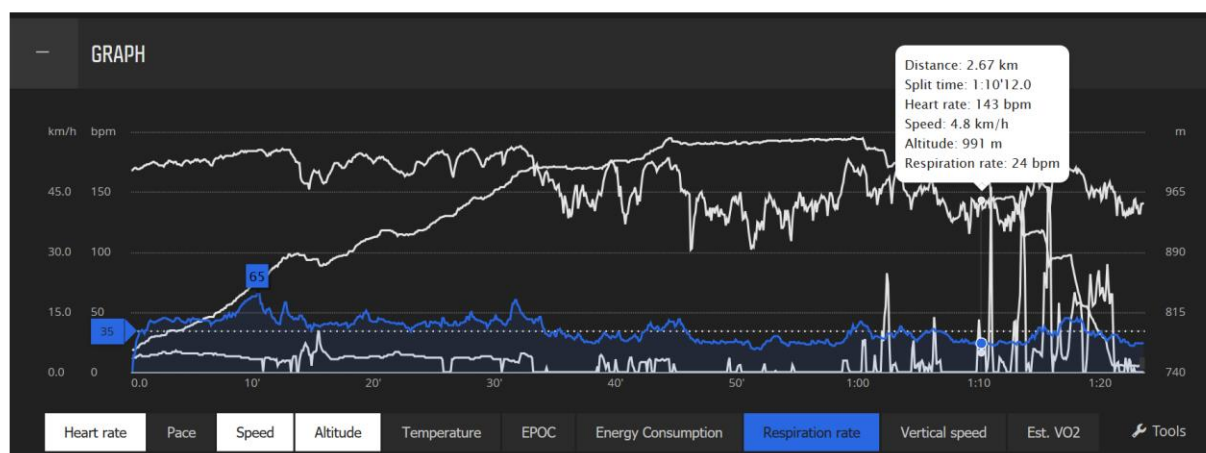 GRAPH
Distance: 2.67 km
Split time: 1:10'12.0
Heart rate: 143 bpm
Speed: 4.8 km/h
Altitude: 991 m
Respiration rate: 24 bpm
km/h bpm m
45.0 150 965
30.0 100 890
65
15.0 50 815
35
0.0 0 740
0.0 10' 20' 30' 40' 50' 1:00 1:10 1:20
Heart rate Pace Speed Altitude Temperature EPOC Energy Consumption Respiration rate Vertical speed Est. VO2 Tools